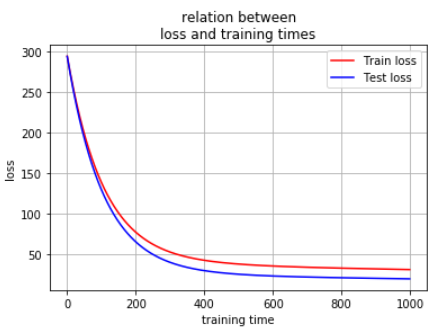 relation between
loss and training times
300
250
200
150
100
50
loss
Train loss
Test loss
0
200
400
600
800
1000
training time